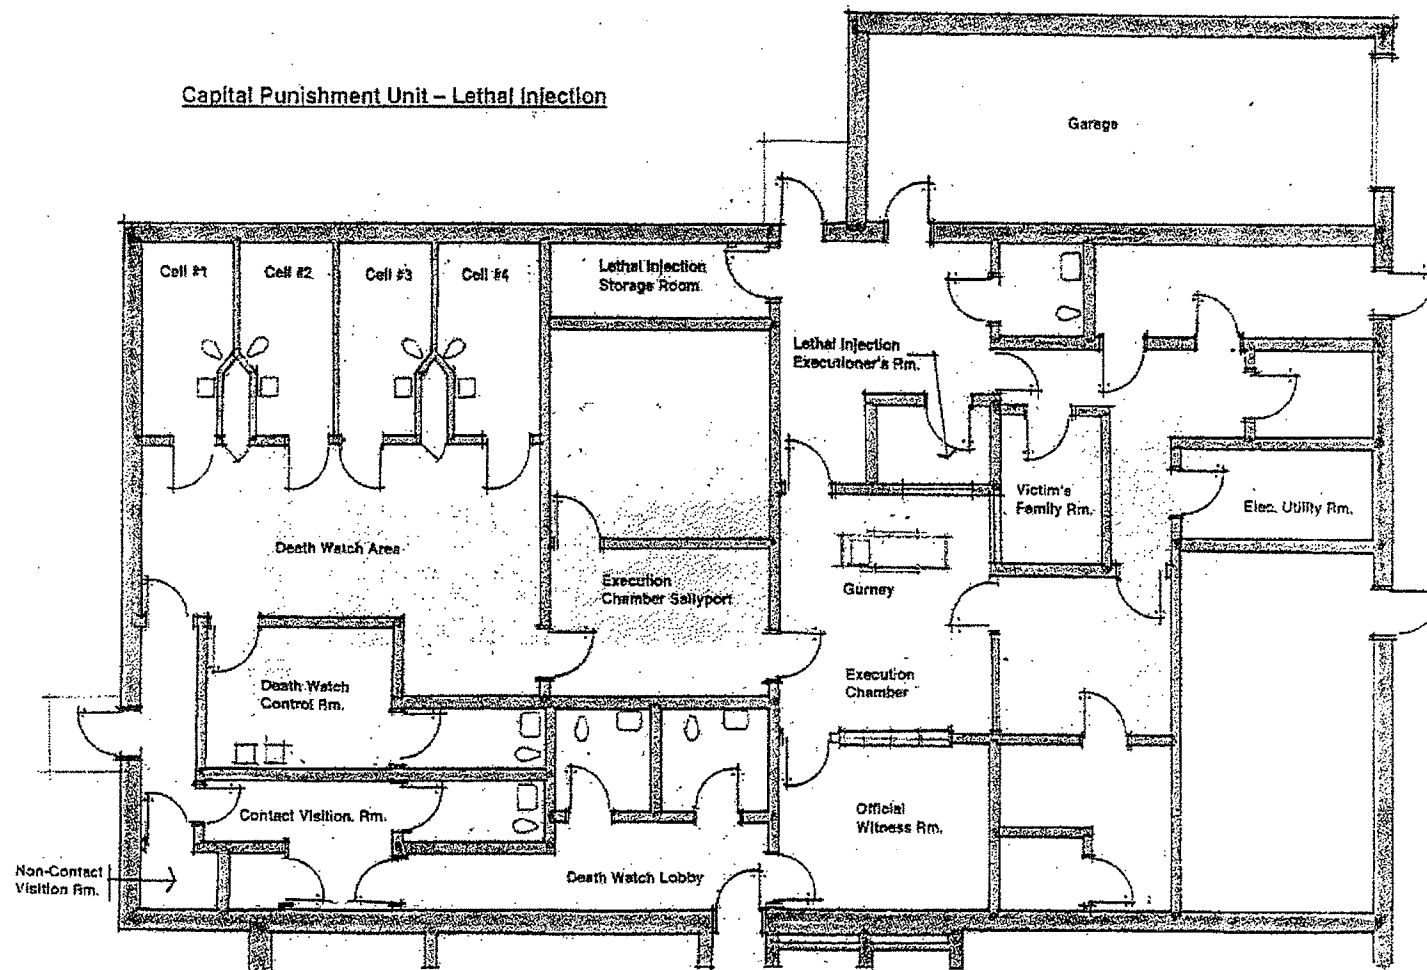 Capital Punishment Unit – Lethal Injection
Garage
Cell #1
Cell #2
Cell #3
Cell #4
Lethal Injection
Storage Room
Lethal Injection
Executioner's Rm.
Victim's
Family Rm.
Elec. Utility Rm.
Death Watch Area
Execution
Chamber Sallyport
Gurney
Death Watch
Control Rm.
Execution
Chamber
Contact Visition. Rm.
Official
Witness Rm.
Non-Contact
Visition Rm.
Death Watch Lobby